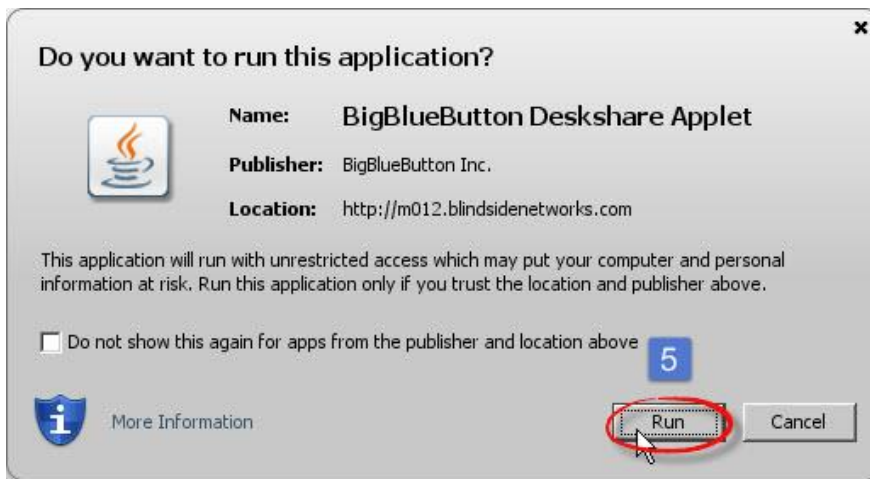 Do you want to run this application?
Name: BigBlueButton Deskshare Applet
Publisher: BigBlueButton Inc.
Location: http://m012.blindsidenetworks.com
This application will run with unrestricted access which may put your computer and personal
information at risk. Run this application only if you trust the location and publisher above.
Do not show this again for apps from the publisher and location above
5
More Information
Run
Cancel